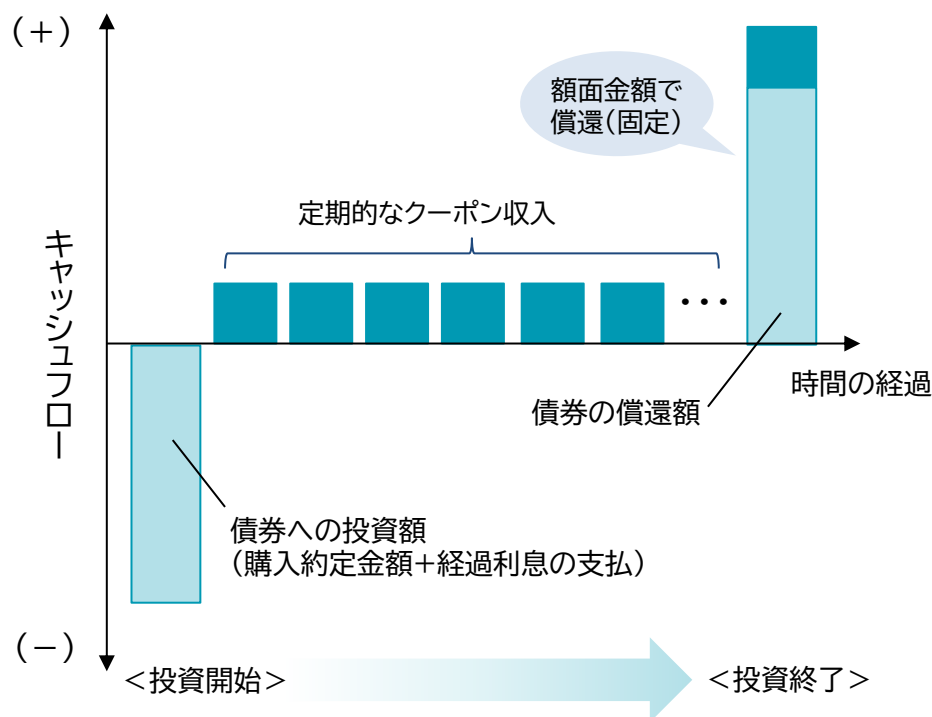 (+)
額面金額で
償還(固定)
定期的なクーポン収入
キャッシュフロー
・・・
時間の経過
債券の償還額
債券への投資額
(購入約定金額+経過利息の支払)
(-)
<投資開始>
<投資終了>